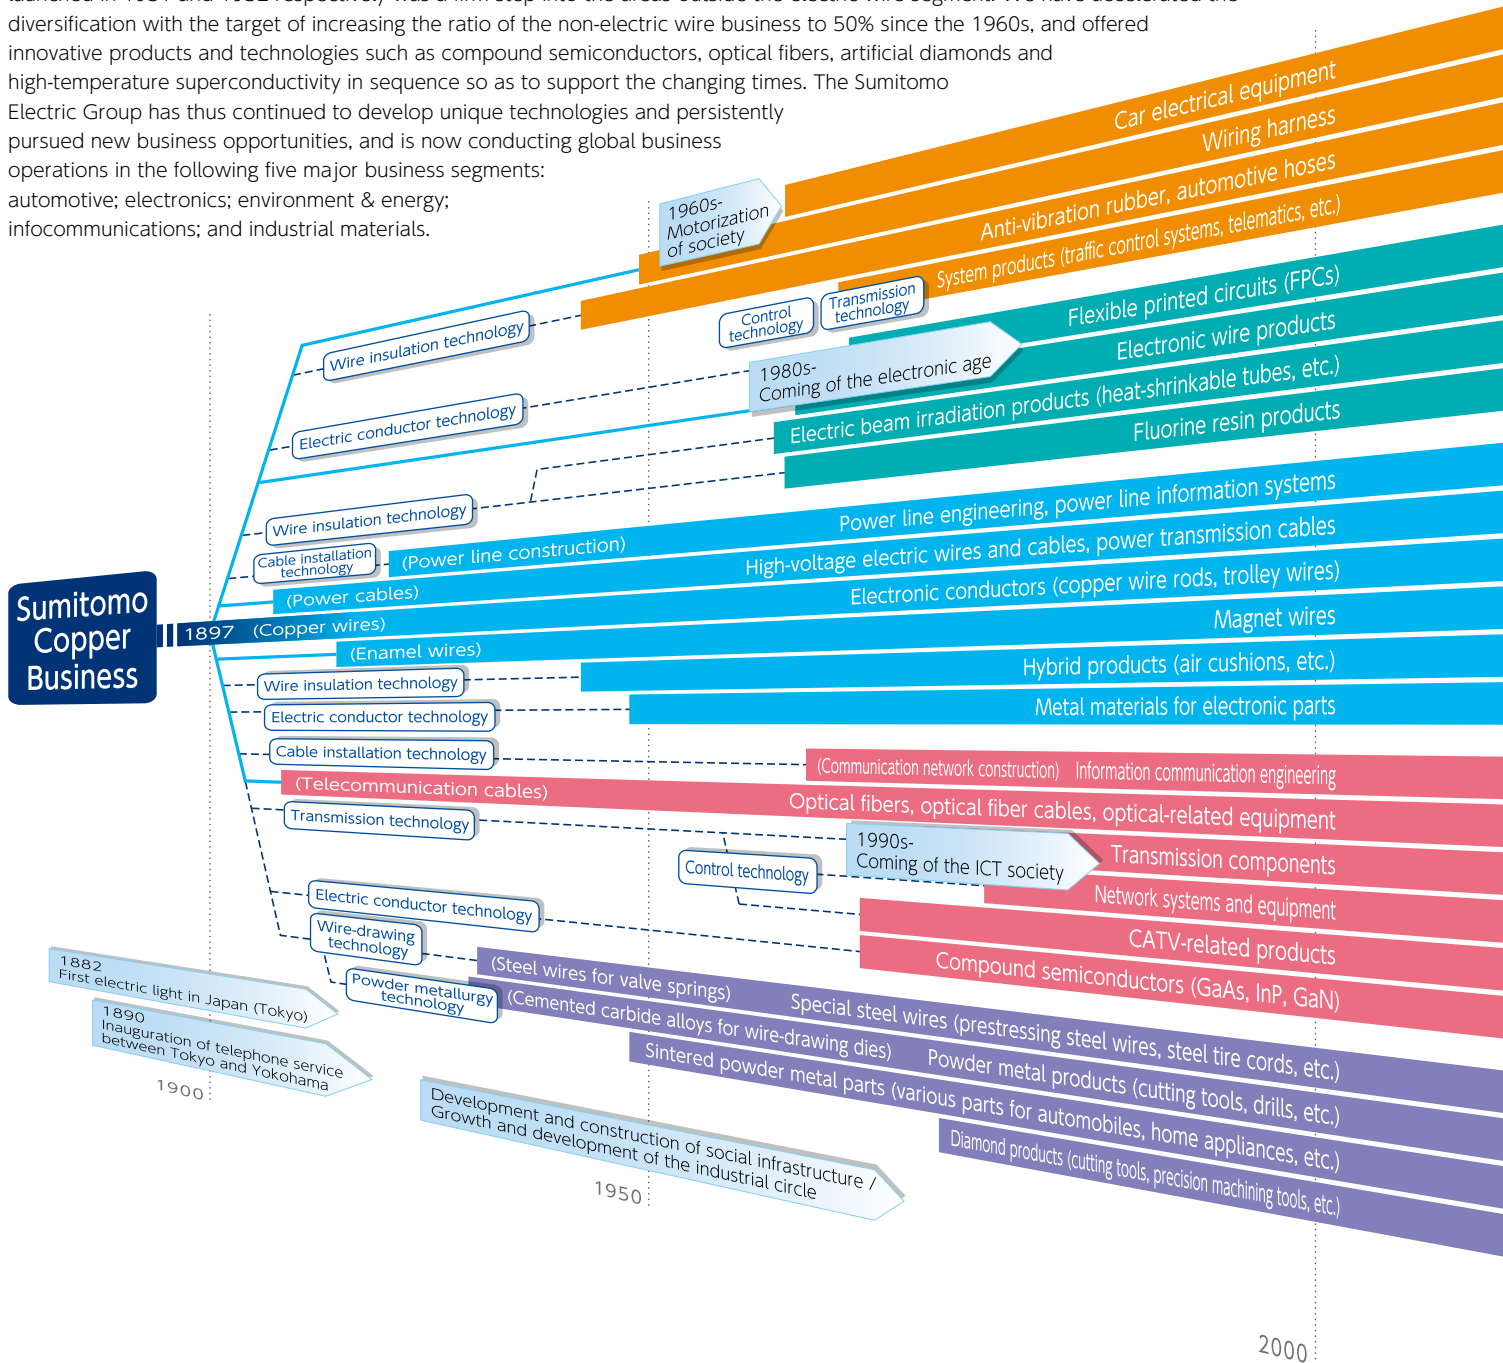 diversification with the target of increasing the ratio of the non-electric wire business to 50% since the 1960s, and offered
innovative products and technologies such as compound semiconductors, optical fibers, artificial diamonds and
high-temperature superconductivity in sequence so as to support the changing times. The Sumitomo
Electric Group has thus continued to develop unique technologies and persistently
pursued new business opportunities, and is now conducting global business
operations in the following five major business segments:
automotive; electronics; environment & energy;
infocommunications; and industrial materials.
Car electrical equipment
Wiring harness
Anti-vibration rubber, automotive hoses
System products (traffic control systems, telematics, etc.)
1960s-
Motorization
of society
Control
technology
Transmission
technology
Wire insulation technology
Flexible printed circuits (FPCs)
Electronic wire products
1980s-
Coming of the electronic age
Electric conductor technology
Electric beam irradiation products (heat-shrinkable tubes, etc.)
Fluorine resin products
Wire insulation technology
Cable installation
technology
(Power line construction)
Power line engineering, power line information systems
(Power cables)
High-voltage electric wires and cables, power transmission cables
Sumitomo
Copper
Business
1897
(Copper wires)
Electronic conductors (copper wire rods, trolley wires)
(Enamel wires)
Magnet wires
Wire insulation technology
Hybrid products (air cushions, etc.)
Electric conductor technology
Metal materials for electronic parts
Cable installation technology
(Communication network construction)
Information communication engineering
(Telecommunication cables)
Optical fibers, optical fiber cables, optical-related equipment
Transmission technology
1990s-
Coming of the ICT society
Transmission components
Control technology
Network systems and equipment
Electric conductor technology
CATV-related products
Compound semiconductors (GaAs, InP, GaN)
Wire-drawing
technology
(Steel wires for valve springs)
Special steel wires (prestressing steel wires, steel tire cords, etc.)
Powder metallurgy
technology
(Cemented carbide alloys for wire-drawing dies)
Powder metal products (cutting tools, drills, etc.)
Sintered powder metal parts (various parts for automobiles, home appliances, etc.)
Diamond products (cutting tools, precision machining tools, etc.)
1882
First electric light in Japan (Tokyo)
1890
Inauguration of telephone service
between Tokyo and Yokohama
1900
Development and construction of social infrastructure /
Growth and development of the industrial circle
1950
2000